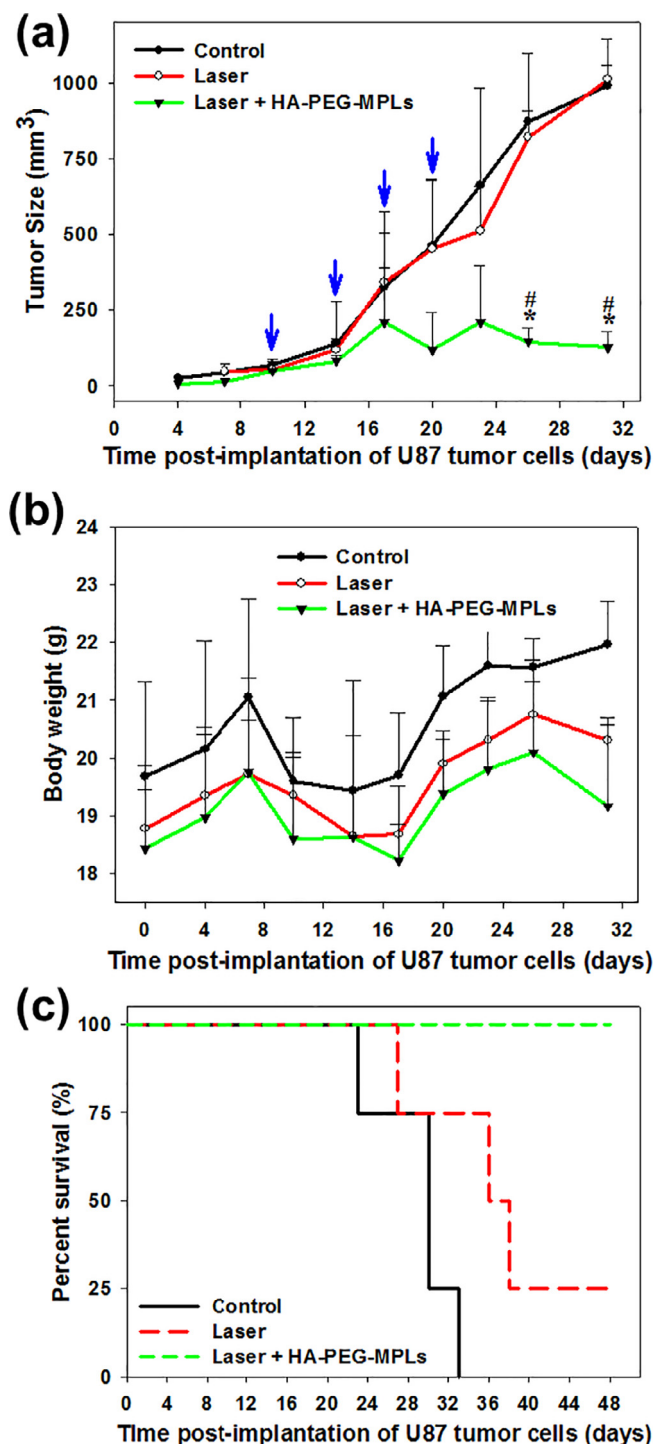 (a)
Control
Laser
Laser + HA-PEG-MPLs
Tumor Size (mm³)
1000
750
500
250
0
#
*
#
*
0 4 8 12 16 20 24 28 32
Time post-implantation of U87 tumor cells (days)
(b)
Control
Laser
Laser + HA-PEG-MPLs
Body weight (g)
24
23
22
21
20
19
18
0 4 8 12 16 20 24 28 32
Time post-implantation of U87 tumor cells (days)
(c)
Percent survival (%)
100
75
50
25
0
Control
Laser
Laser + HA-PEG-MPLs
0 4 8 12 16 20 24 28 32 36 40 44 48
TIme post-implantation of U87 tumor cells (days)